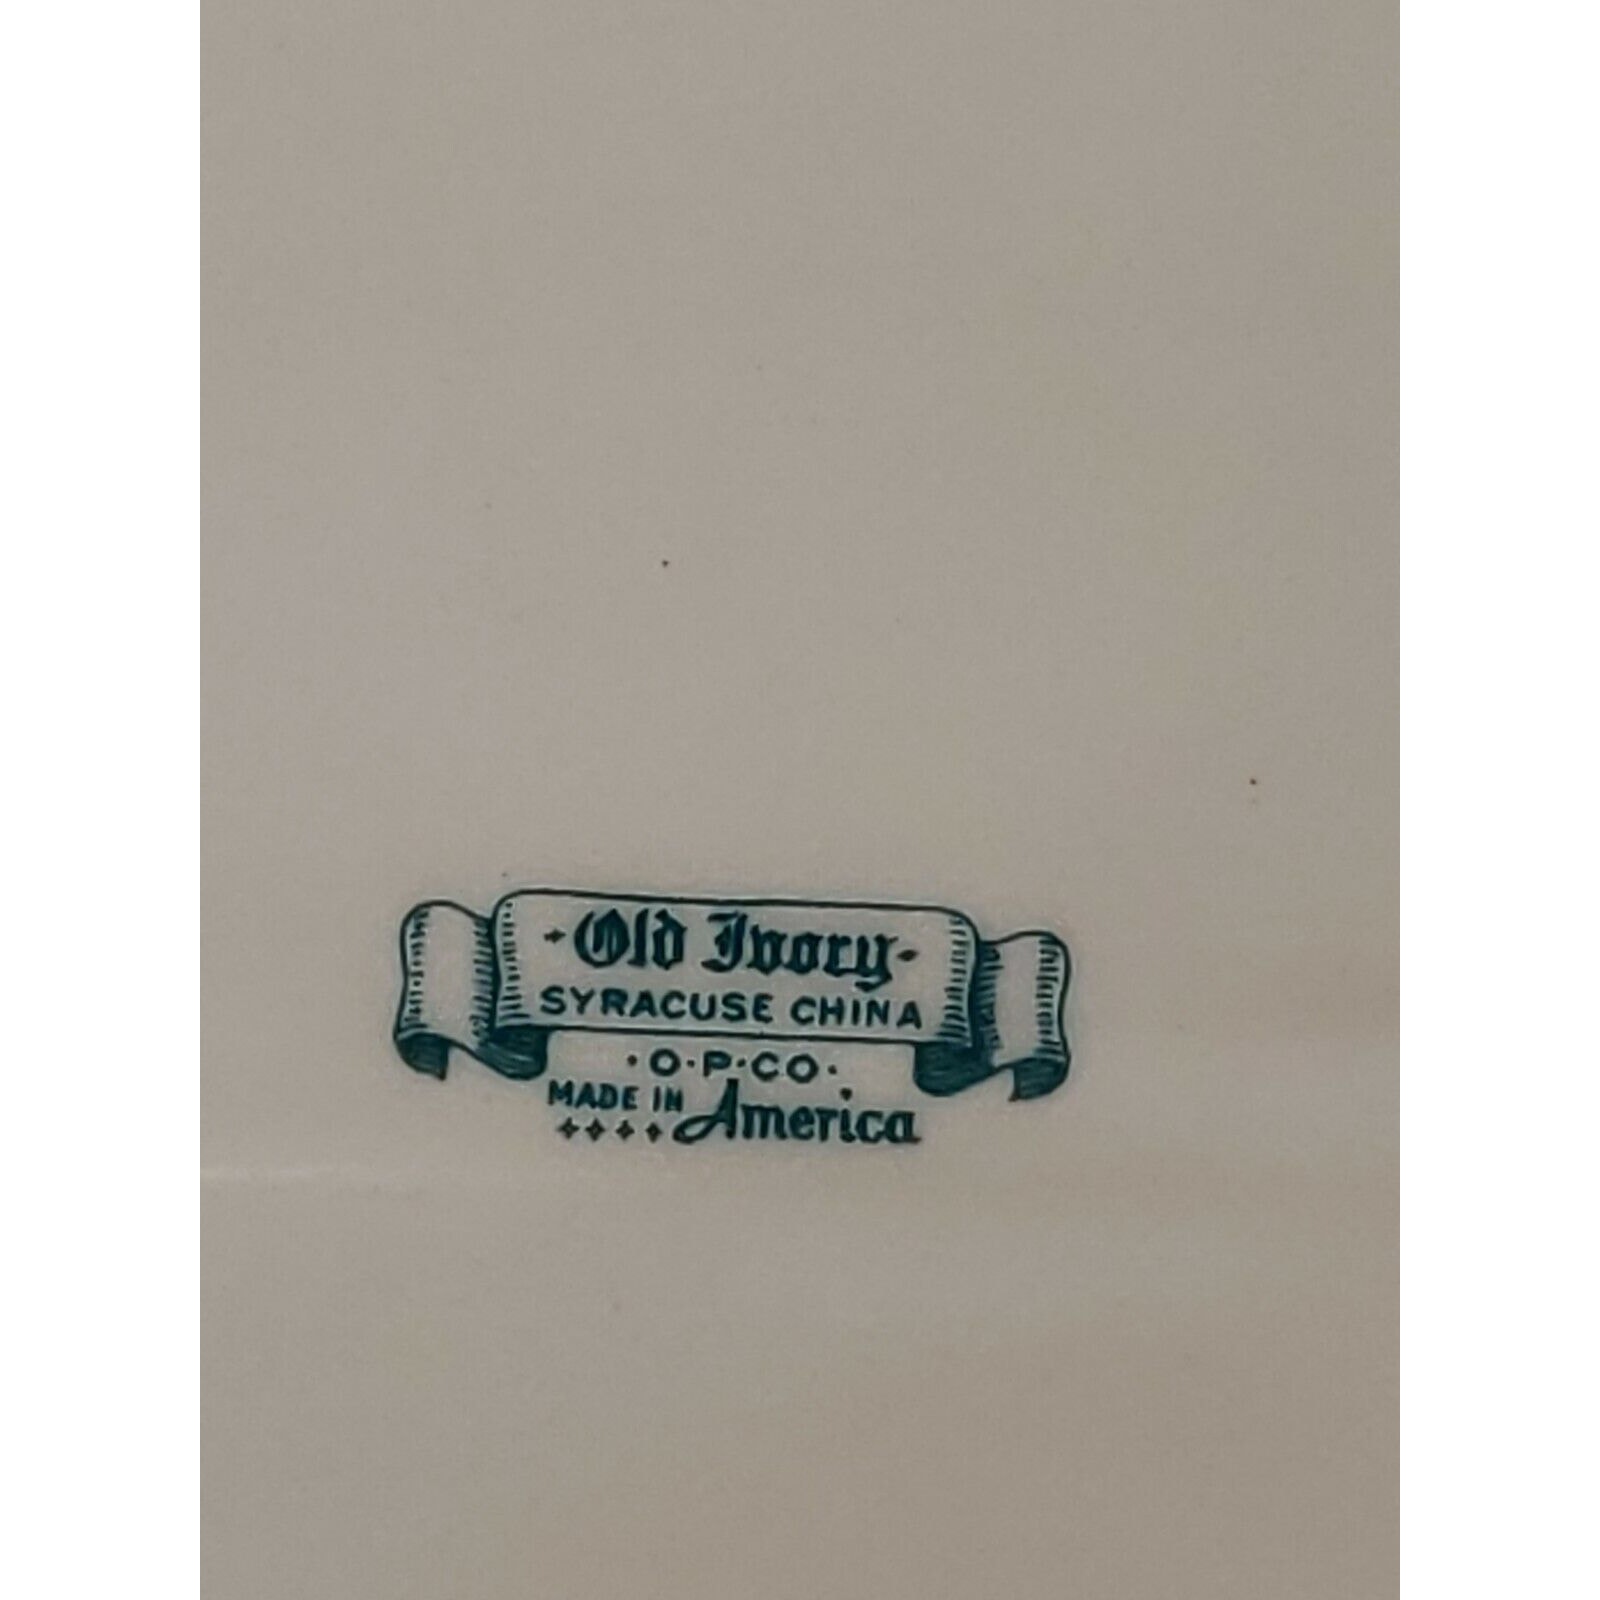 Old Ivory
SYRACUSE CHINA
·O·P·CO·
MADE IN America